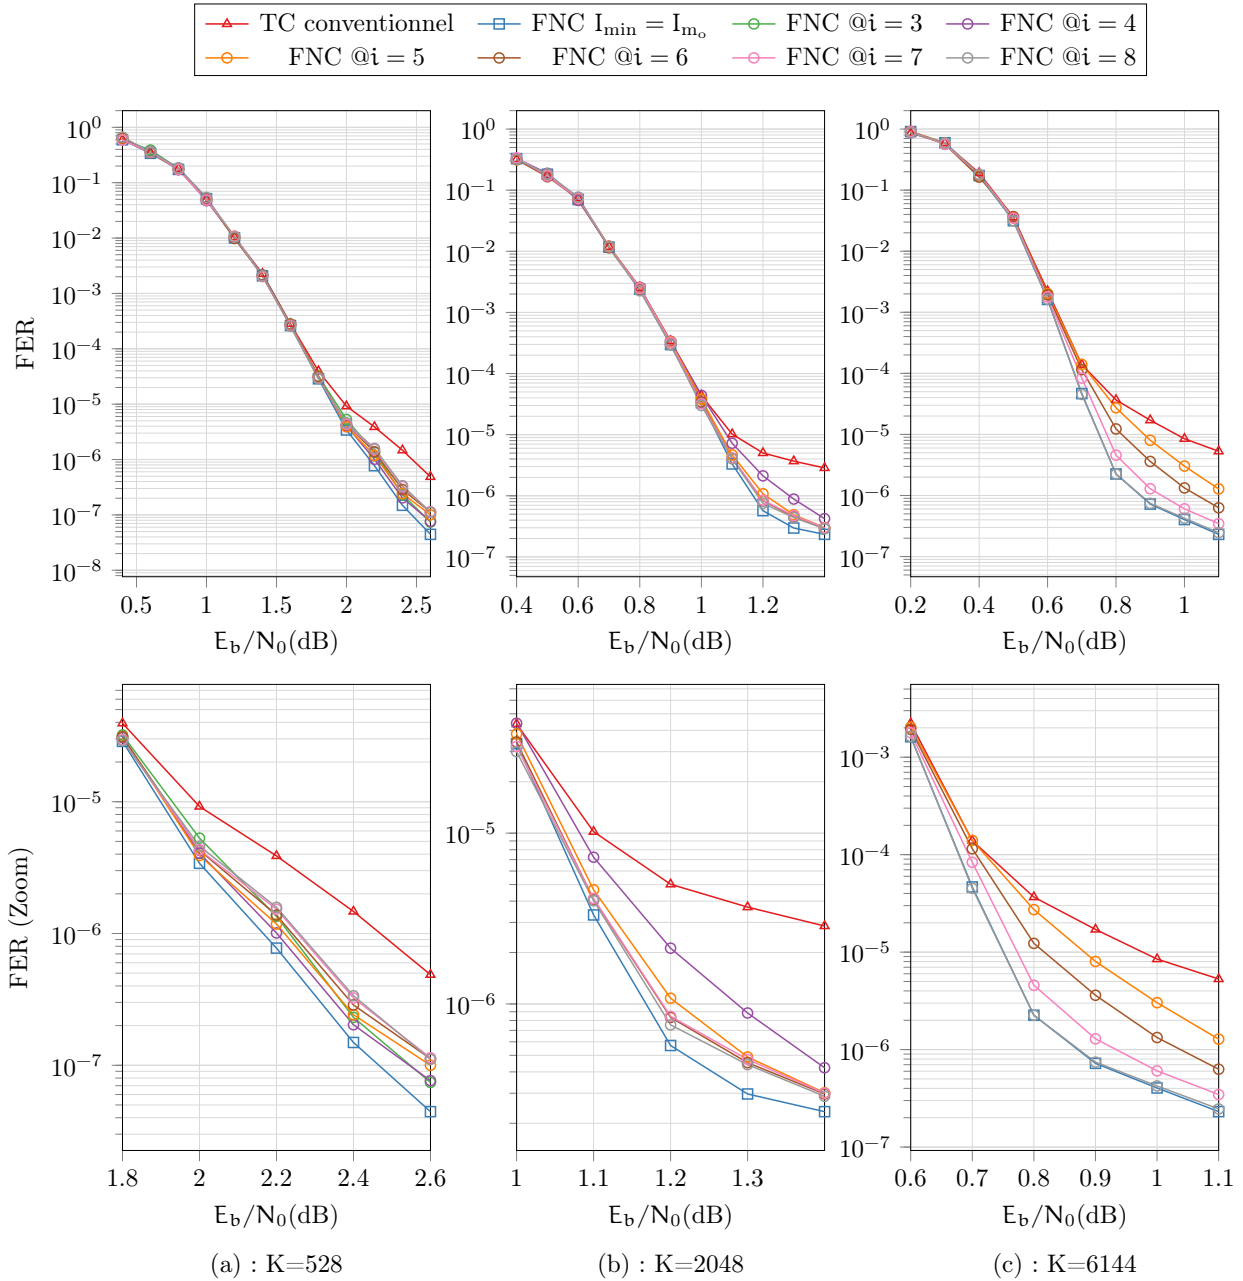 TC conventionnel FNC I_min = I_m_o FNC @i = 3 FNC @i = 4
FNC @i = 5 FNC @i = 6 FNC @i = 7 FNC @i = 8
FER
10^0
10^-1
10^-2
10^-3
10^-4
10^-5
10^-6
10^-7
10^-8
0.5 1 1.5 2 2.5
E_b/N_0(dB)
10^0
10^-1
10^-2
10^-3
10^-4
10^-5
10^-6
10^-7
0.4 0.6 0.8 1 1.2
E_b/N_0(dB)
10^0
10^-1
10^-2
10^-3
10^-4
10^-5
10^-6
10^-7
0.2 0.4 0.6 0.8 1
E_b/N_0(dB)
FER (Zoom)
10^-5
10^-6
10^-7
1.8 2 2.2 2.4 2.6
E_b/N_0(dB)
(a) : K=528
10^-5
10^-6
1 1.1 1.2 1.3
E_b/N_0(dB)
(b) : K=2048
10^-3
10^-4
10^-5
10^-6
10^-7
0.6 0.7 0.8 0.9 1 1.1
E_b/N_0(dB)
(c) : K=6144